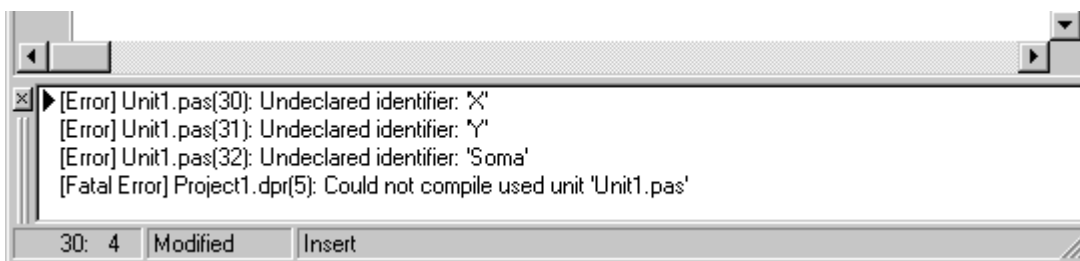 [Error] Unit1.pas(30): Undeclared identifier: 'X'
[Error] Unit1.pas(31): Undeclared identifier: 'Y'
[Error] Unit1.pas(32): Undeclared identifier: 'Soma'
[Fatal Error] Project1.dpr(5): Could not compile used unit 'Unit1.pas'
30: 4 Modified Insert